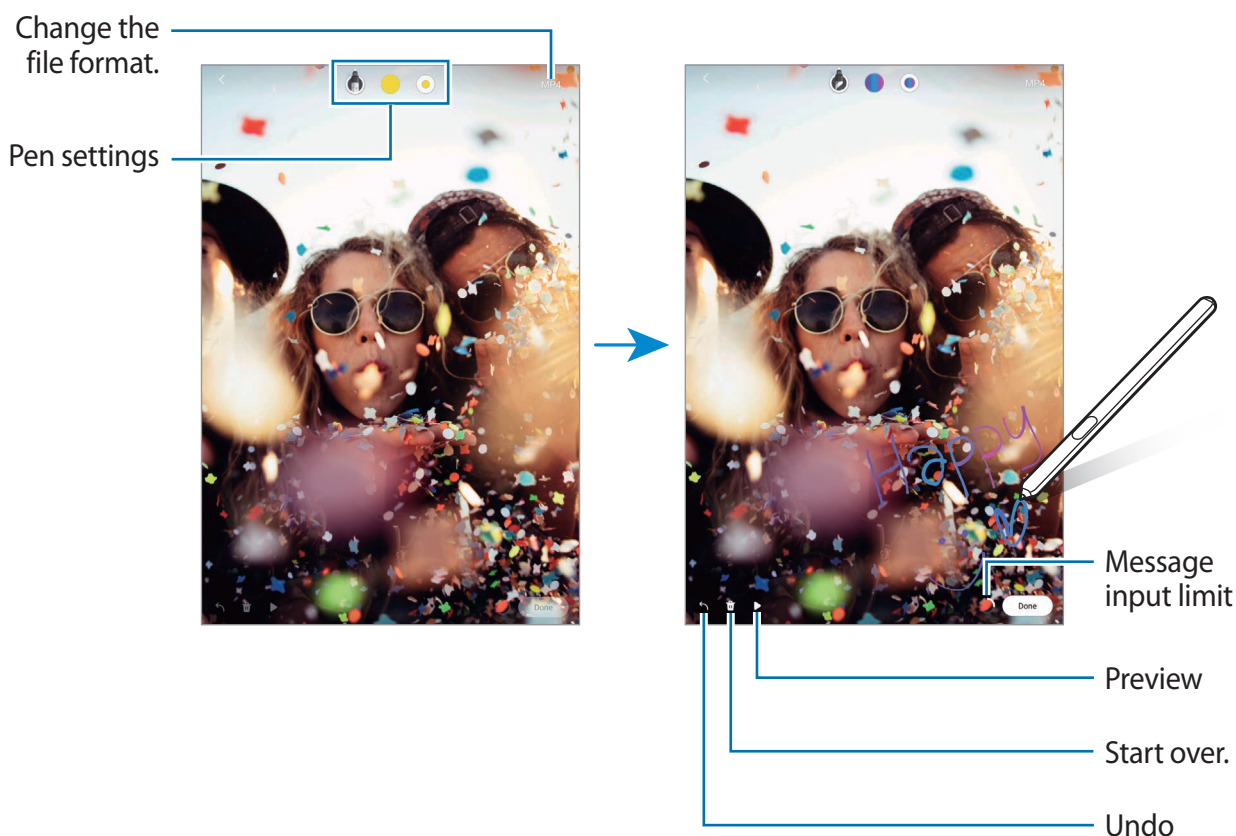 Change the
file format.
Pen settings
MP4
Done
MP4
Happy
Done
Message
input limit
Preview
Start over.
Undo